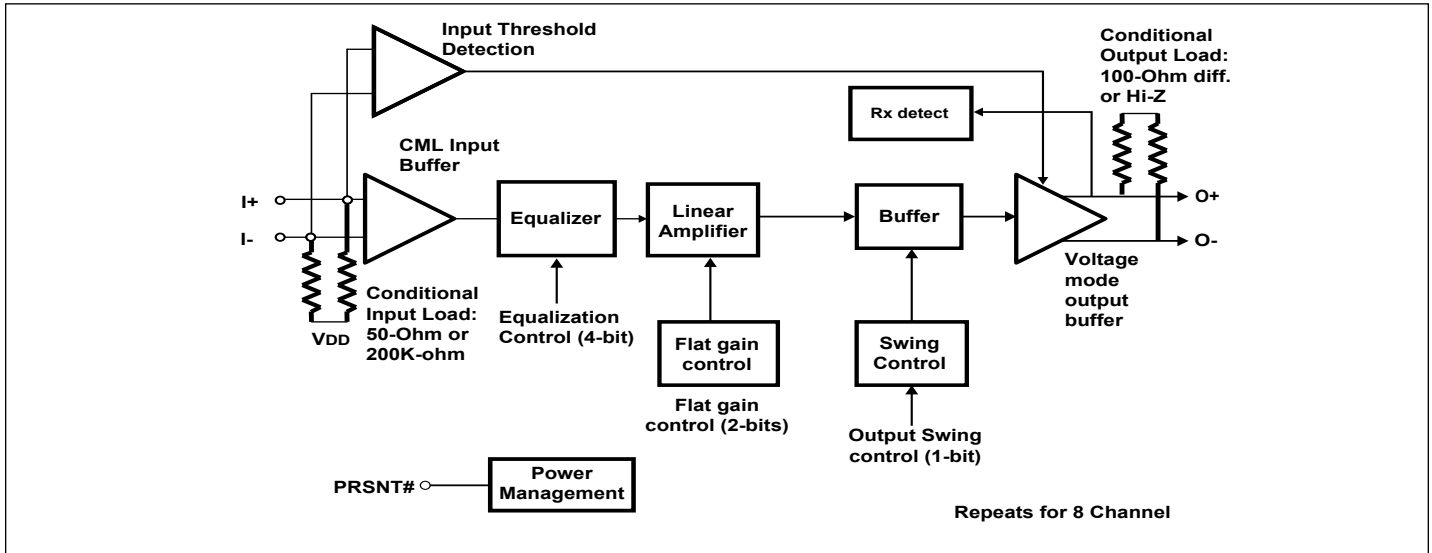 Input Threshold
Detection
Conditional
Output Load:
100-Ohm diff.
or Hi-Z
Rx detect
CML Input
Buffer
I+
I-
Equalizer
Linear
Amplifier
Buffer
O+
O-
Voltage
mode
output
buffer
Conditional
Input Load:
50-Ohm or
200K-ohm
VDD
Equalization
Control (4-bit)
Flat gain
control
Swing
Control
Flat gain
control (2-bits)
Output Swing
control (1-bit)
PRSNT#
Power
Management
Repeats for 8 Channel